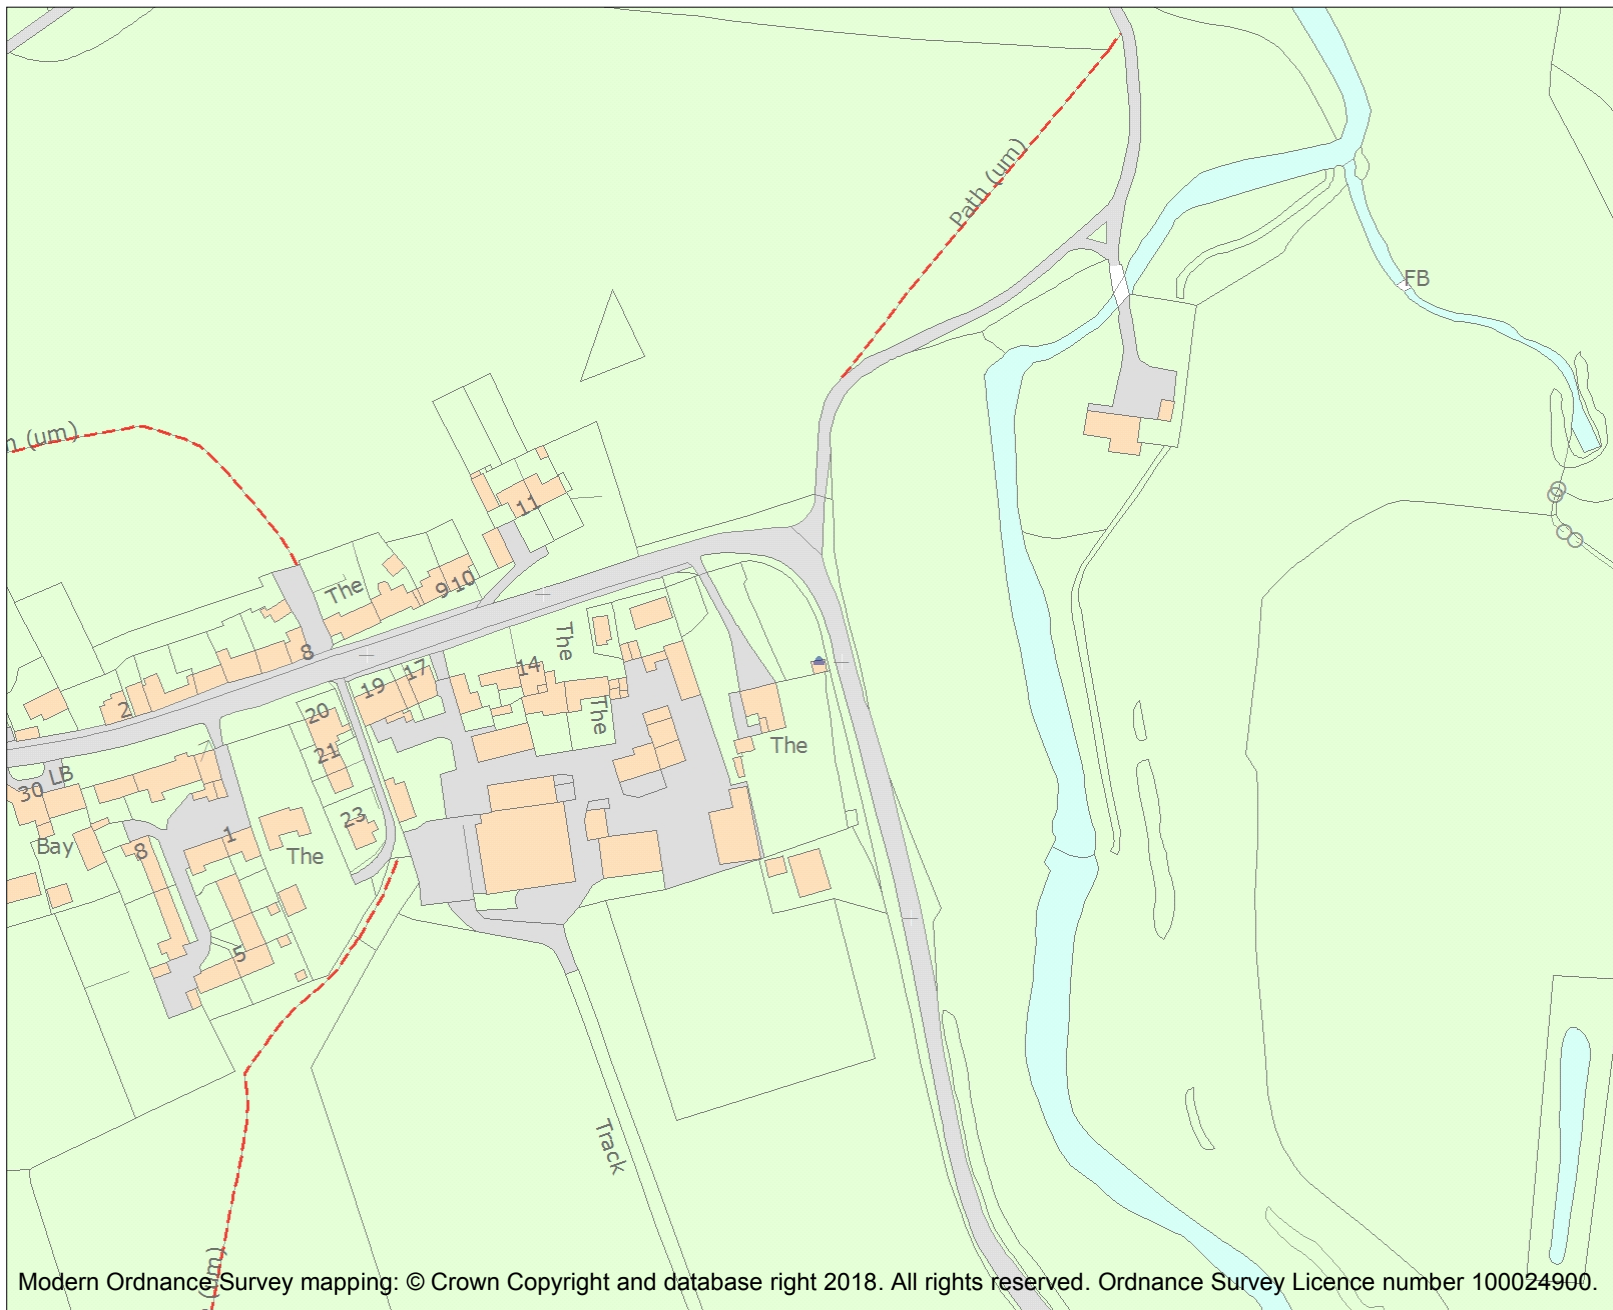 Path (um)
FB
(um)
11
The
9
10
8
The
14
17
19
2
20
The
21
The
LB
30
23
1
Bay
8
The
5
Track
(um)
Modern Ordnance Survey mapping: © Crown Copyright and database right 2018. All rights reserved. Ordnance Survey Licence number 100024900.